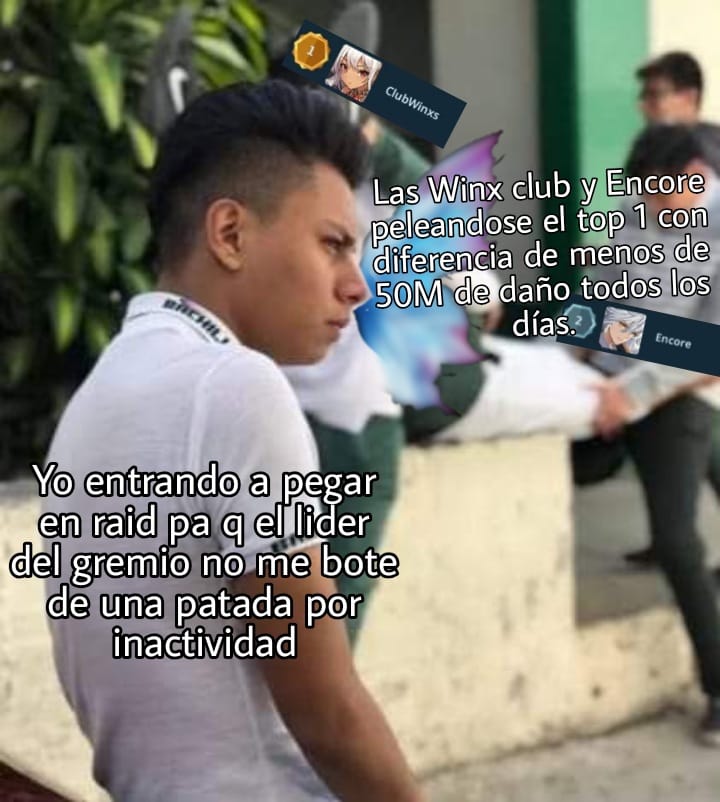 1
ClubWinxs
Las Winx club y Encore
peleandose el top 1 con
diferencia de menos de
50M de daño todos los
días.
2
Encore
Yo entrando a pegar
en raid pa q el lider
del gremio no me bote
de una patada por
inactividad